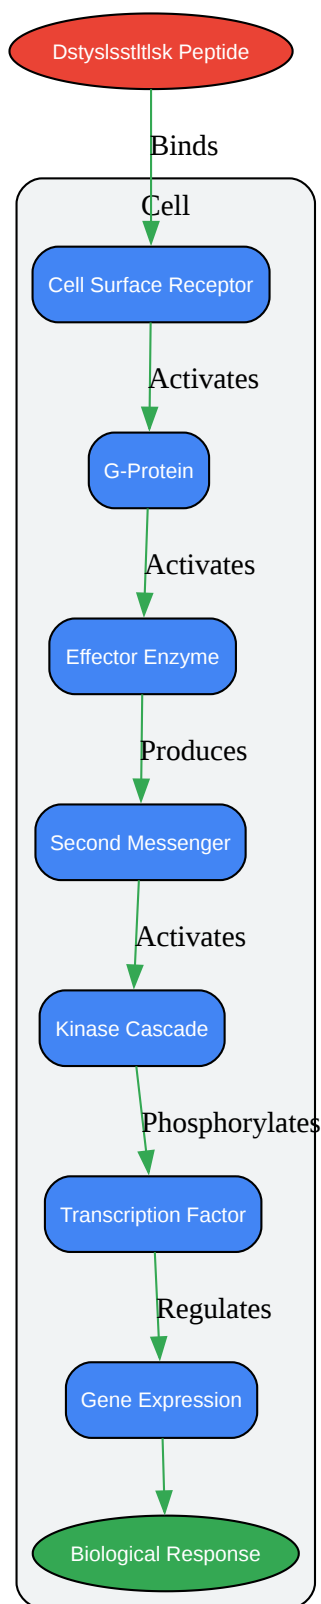 Dstyslsstltlsk Peptide
Binds
Cell
Cell Surface Receptor
Activates
G-Protein
Activates
Effector Enzyme
Produces
Second Messenger
Activates
Kinase Cascade
Phosphorylates
Transcription Factor
Regulates
Gene Expression
Biological Response